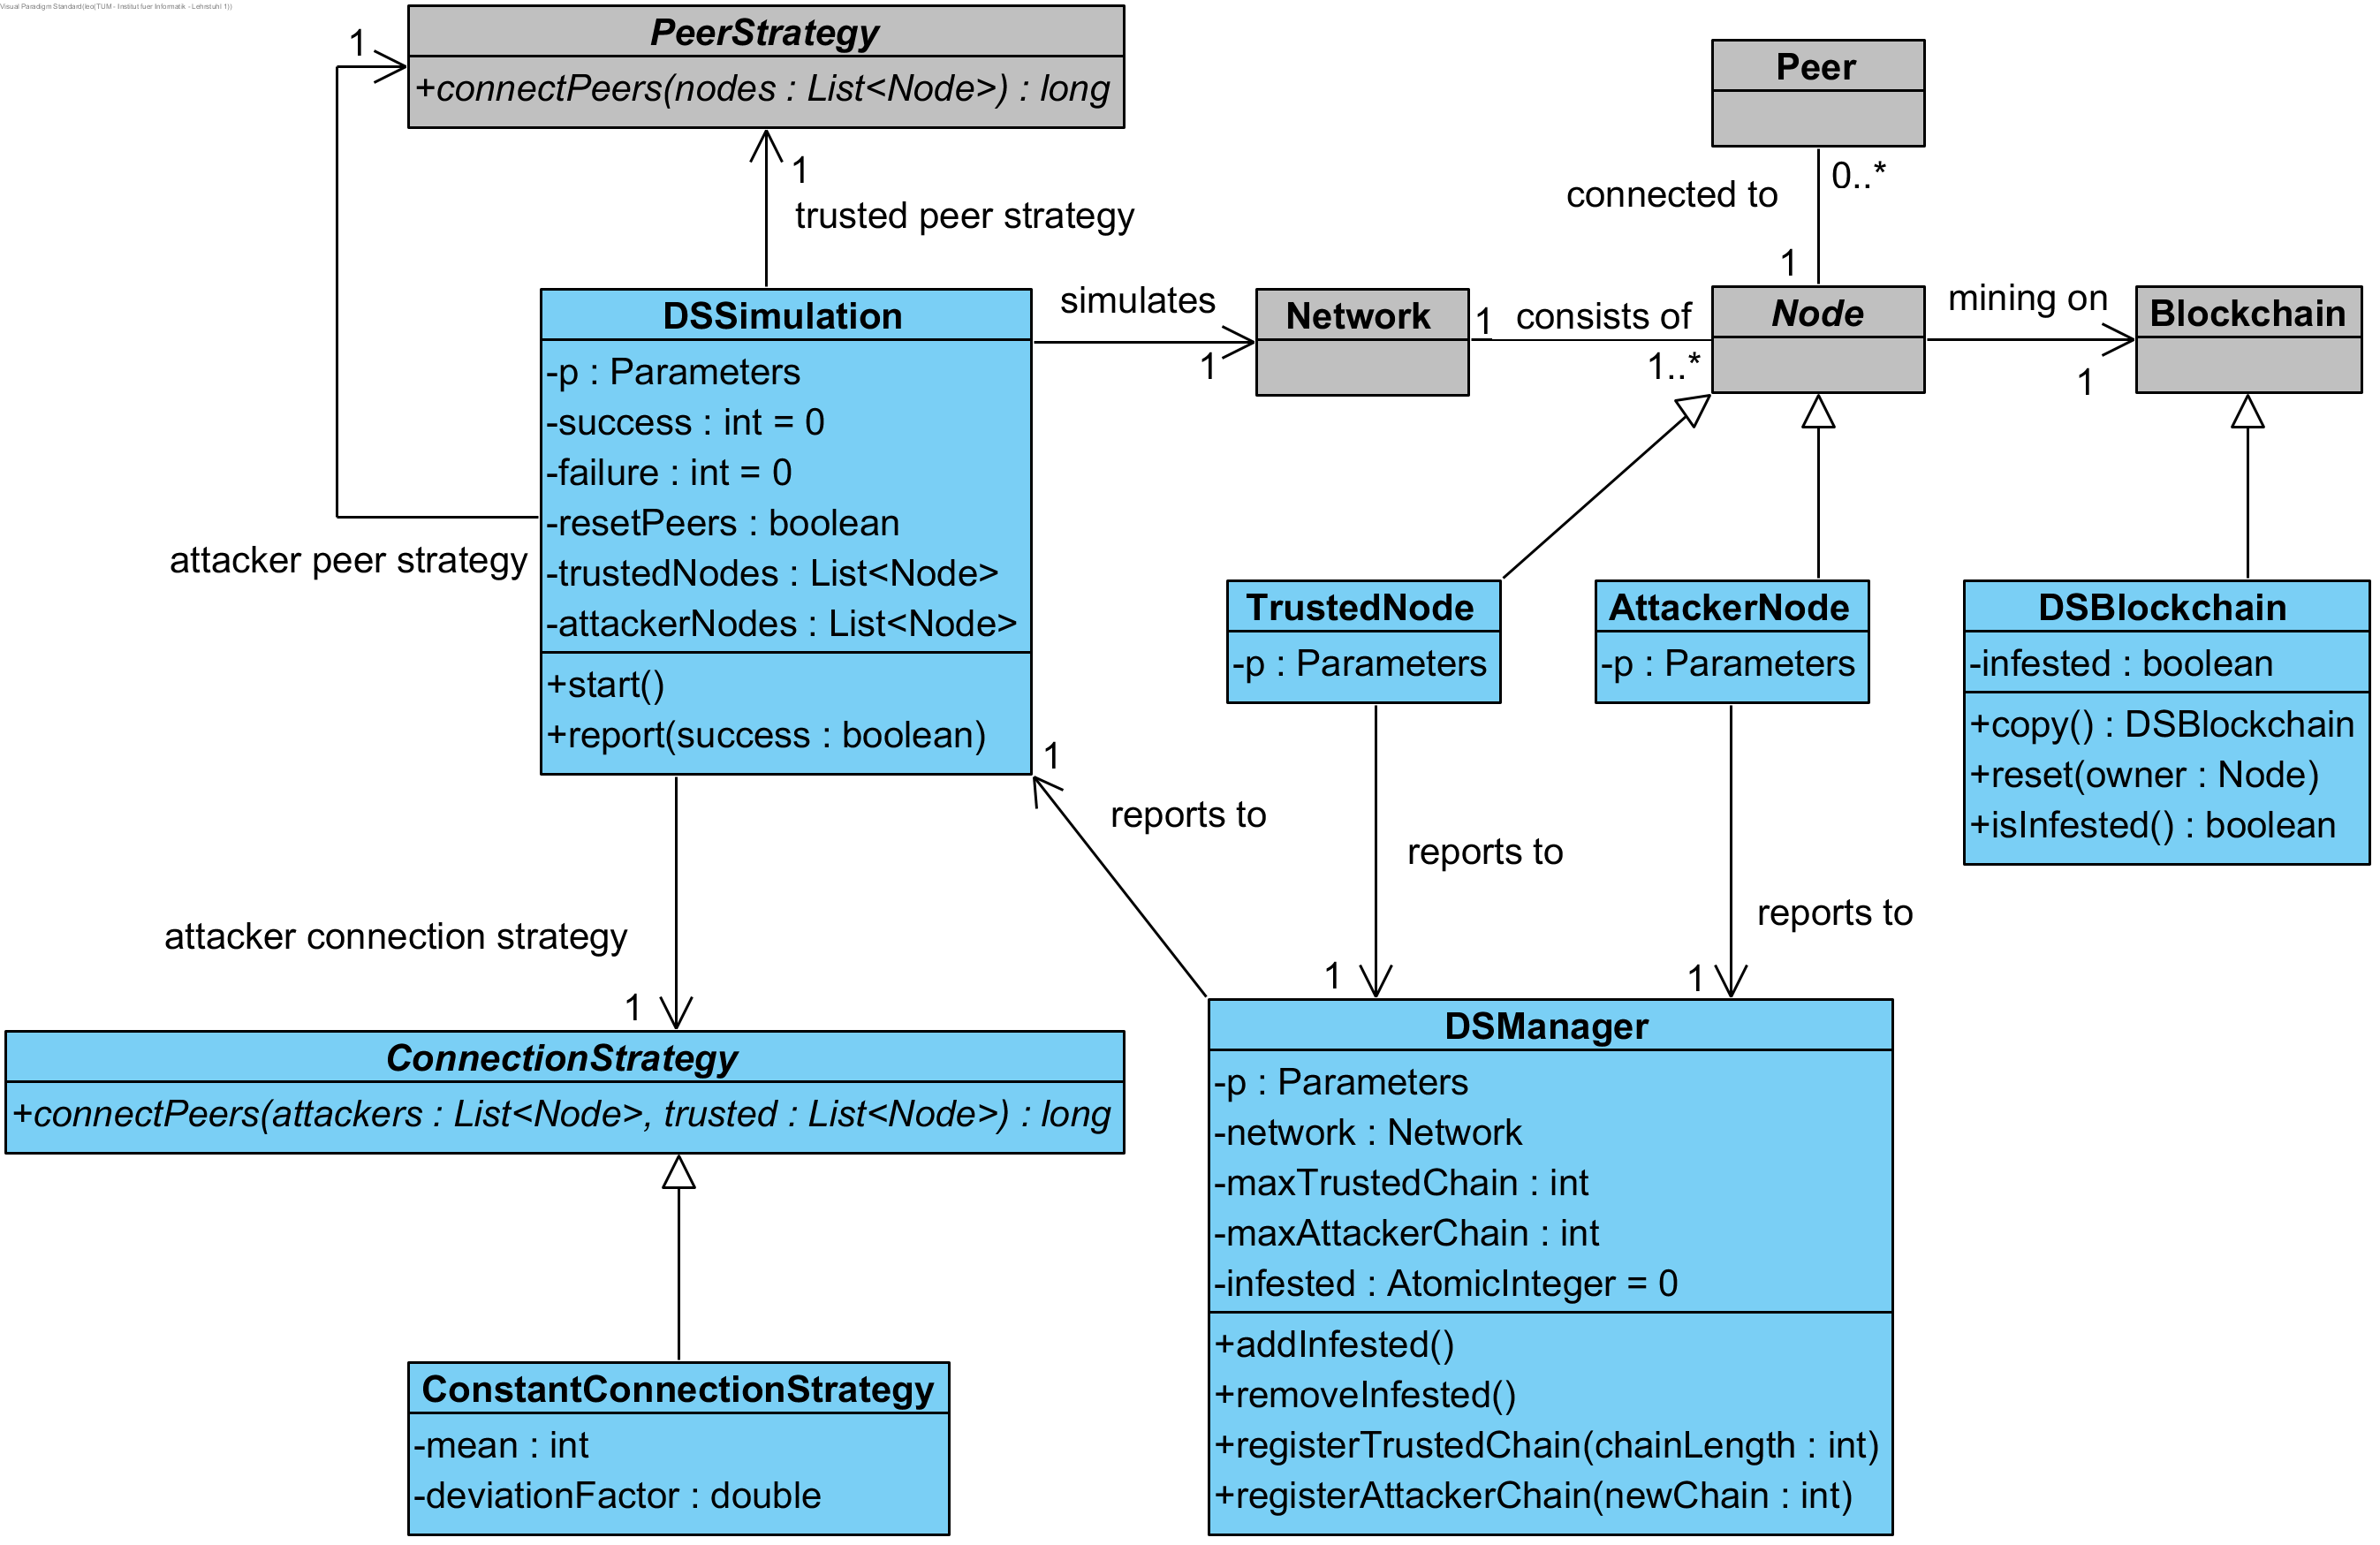 Visual Paradigm Standard(leo(TUM - Institut fuer Informatik - Lehrstuhl 1))
PeerStrategy
+connectPeers(nodes : List<Node>) : long
1
1
trusted peer strategy
attacker peer strategy
Peer
0..*
connected to
1
DSSimulation
-p : Parameters
-success : int = 0
-failure : int = 0
-resetPeers : boolean
-trustedNodes : List<Node>
-attackerNodes : List<Node>
+start()
+report(success : boolean)
simulates
1
Network
1
consists of
1..*
Node
mining on
1
Blockchain
TrustedNode
-p : Parameters
AttackerNode
-p : Parameters
DSBlockchain
-infested : boolean
+copy() : DSBlockchain
+reset(owner : Node)
+isInfested() : boolean
1
reports to
reports to
1
reports to
1
attacker connection strategy
1
ConnectionStrategy
+connectPeers(attackers : List<Node>, trusted : List<Node>) : long
DSManager
-p : Parameters
-network : Network
-maxTrustedChain : int
-maxAttackerChain : int
-infested : AtomicInteger = 0
+addInfested()
+removeInfested()
+registerTrustedChain(chainLength : int)
+registerAttackerChain(newChain : int)
ConstantConnectionStrategy
-mean : int
-deviationFactor : double